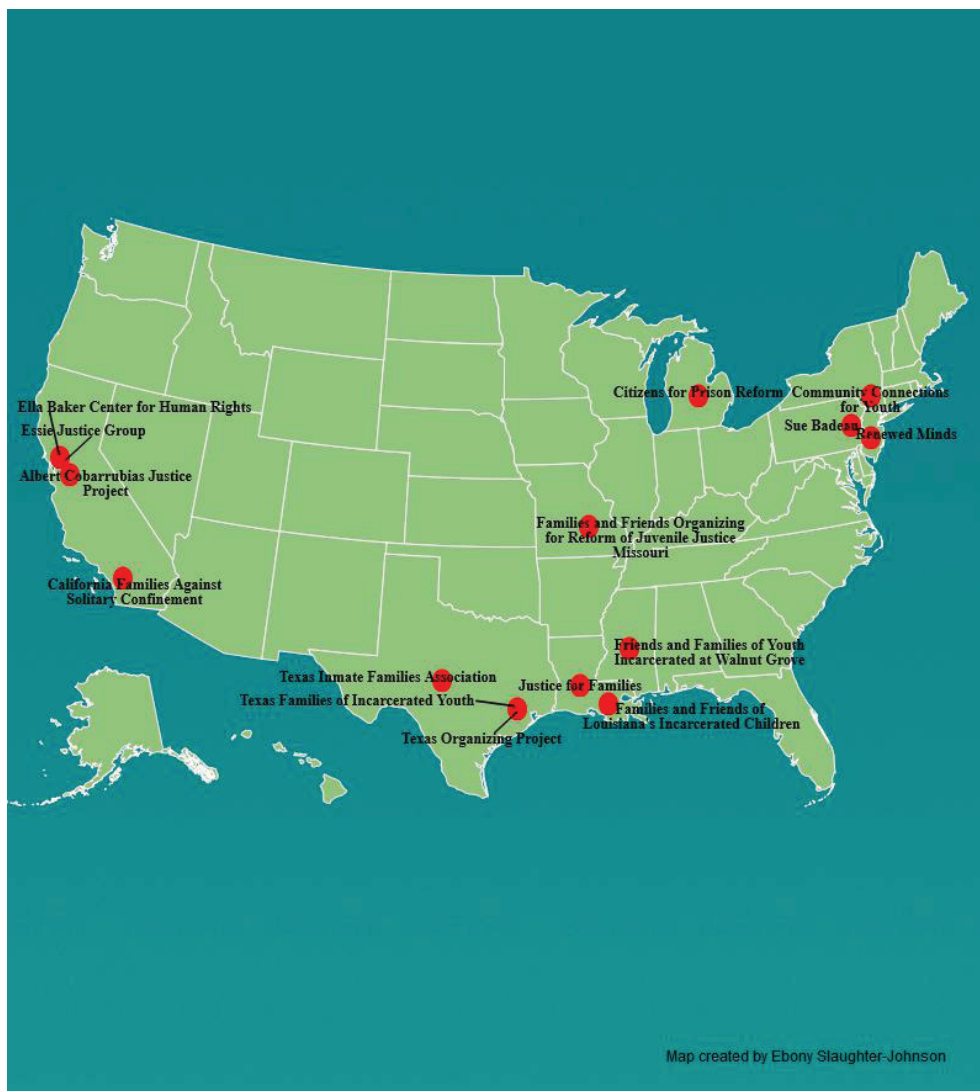 Citizens for Prison Reform
Community Connections
for Youth
Sue Badeau
Renewed Minds
Ella Baker Center for Human Rights
Essie Justice Group
Albert Cobarrubias Justice
Project
Families and Friends Organizing
for Reform of Juvenile Justice
Missouri
California Families Against
Solitary Confinement
Friends and Families of Youth
Incarcerated at Walnut Grove
Texas Inmate Families Association
Justice for Families
Texas Families of Incarcerated Youth
Families and Friends of
Louisiana's Incarcerated Children
Texas Organizing Project
Map created by Ebony Slaughter-Johnson